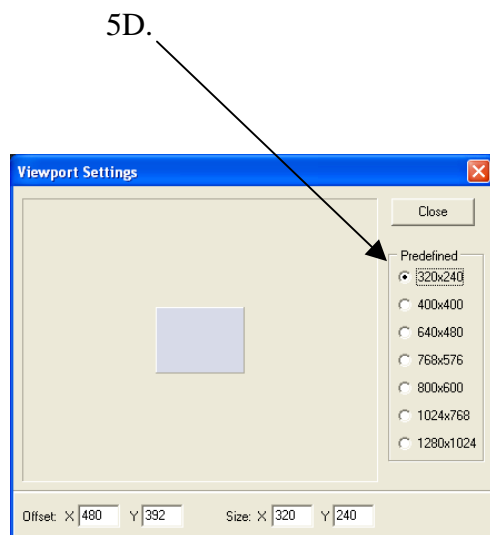 5D.
Viewport Settings
Close
Predefined
320x240
400x400
640x480
768x576
800x600
1024x768
1280x1024
Offset: X 480 Y 392 Size: X 320 Y 240